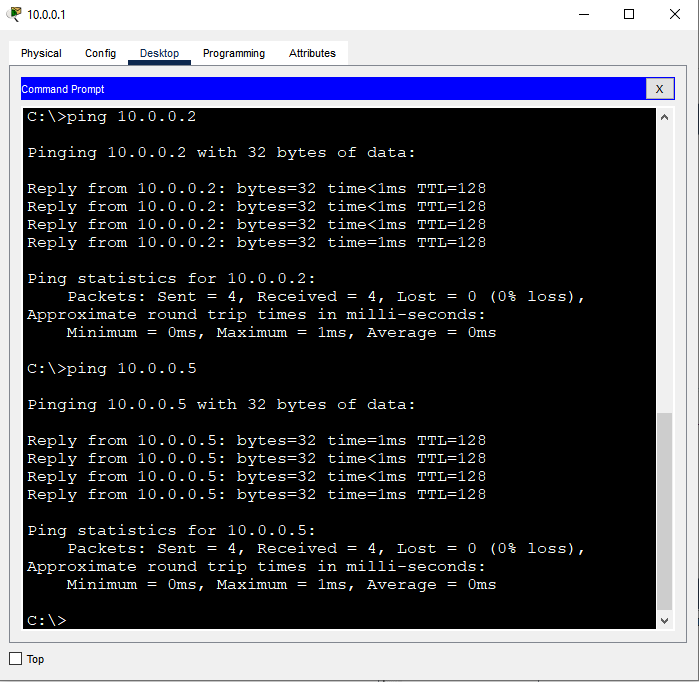 10.0.0.1
Physical Config Desktop Programming Attributes
Command Prompt X
C:\>ping 10.0.0.2
Pinging 10.0.0.2 with 32 bytes of data:
Reply from 10.0.0.2: bytes=32 time<1ms TTL=128
Reply from 10.0.0.2: bytes=32 time<1ms TTL=128
Reply from 10.0.0.2: bytes=32 time<1ms TTL=128
Reply from 10.0.0.2: bytes=32 time=1ms TTL=128
Ping statistics for 10.0.0.2:
    Packets: Sent = 4, Received = 4, Lost = 0 (0% loss),
Approximate round trip times in milli-seconds:
    Minimum = 0ms, Maximum = 1ms, Average = 0ms
C:\>ping 10.0.0.5
Pinging 10.0.0.5 with 32 bytes of data:
Reply from 10.0.0.5: bytes=32 time=1ms TTL=128
Reply from 10.0.0.5: bytes=32 time<1ms TTL=128
Reply from 10.0.0.5: bytes=32 time<1ms TTL=128
Reply from 10.0.0.5: bytes=32 time=1ms TTL=128
Ping statistics for 10.0.0.5:
    Packets: Sent = 4, Received = 4, Lost = 0 (0% loss),
Approximate round trip times in milli-seconds:
    Minimum = 0ms, Maximum = 1ms, Average = 0ms
C:\>
Top